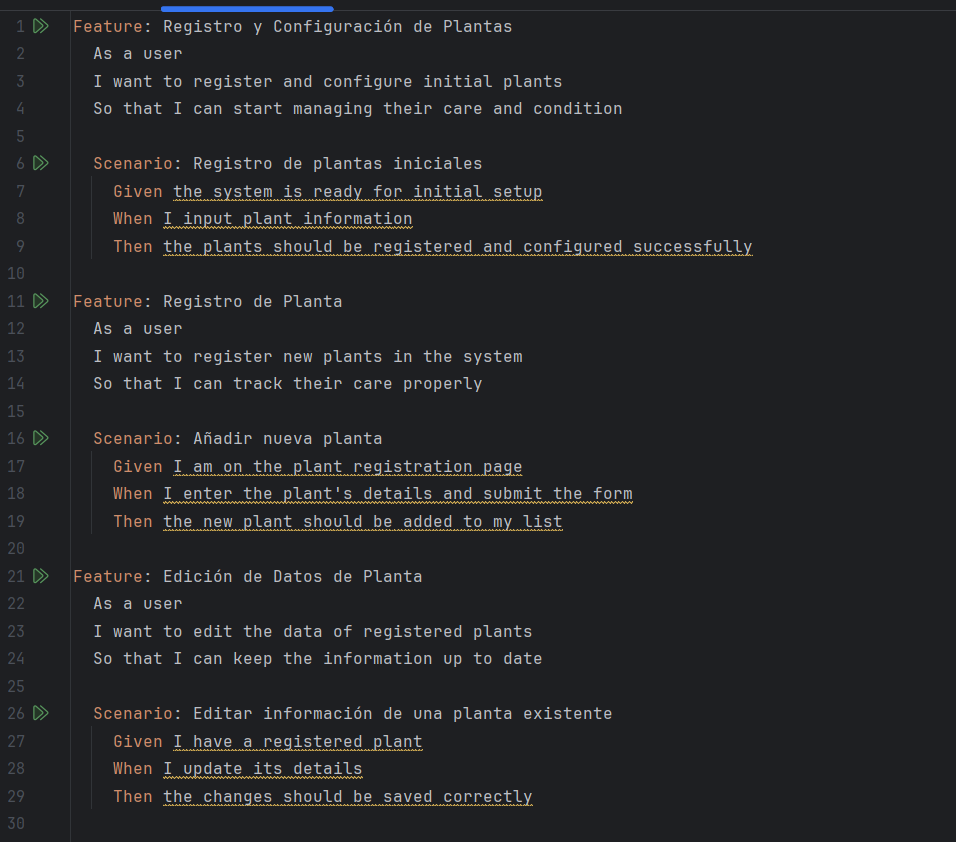 1 Feature: Registro y Configuración de Plantas
2 As a user
3 I want to register and configure initial plants
4 So that I can start managing their care and condition
5
6 Scenario: Registro de plantas iniciales
7 Given the system is ready for initial setup
8 When I input plant information
9 Then the plants should be registered and configured successfully
10
11 Feature: Registro de Planta
12 As a user
13 I want to register new plants in the system
14 So that I can track their care properly
15
16 Scenario: Añadir nueva planta
17 Given I am on the plant registration page
18 When I enter the plant's details and submit the form
19 Then the new plant should be added to my list
20
21 Feature: Edición de Datos de Planta
22 As a user
23 I want to edit the data of registered plants
24 So that I can keep the information up to date
25
26 Scenario: Editar información de una planta existente
27 Given I have a registered plant
28 When I update its details
29 Then the changes should be saved correctly
30